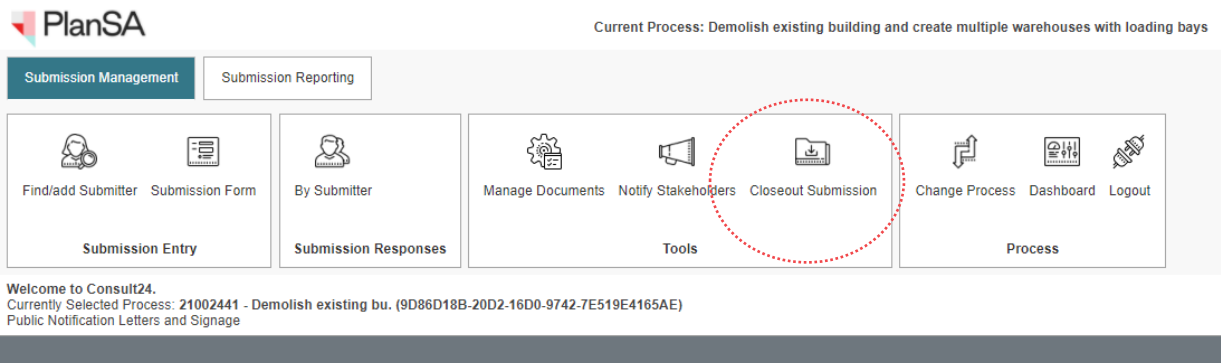 PlanSA
Current Process: Demolish existing building and create multiple warehouses with loading bays
Submission Management
Submission Reporting
Find/add Submitter
Submission Form
Submission Entry
By Submitter
Submission Responses
Manage Documents
Notify Stakeholders
Closeout Submission
Tools
Change Process
Dashboard
Logout
Process
Welcome to Consult24.
Currently Selected Process: 21002441 - Demolish existing bu. (9D86D18B-20D2-16D0-9742-7E519E4165AE)
Public Notification Letters and Signage